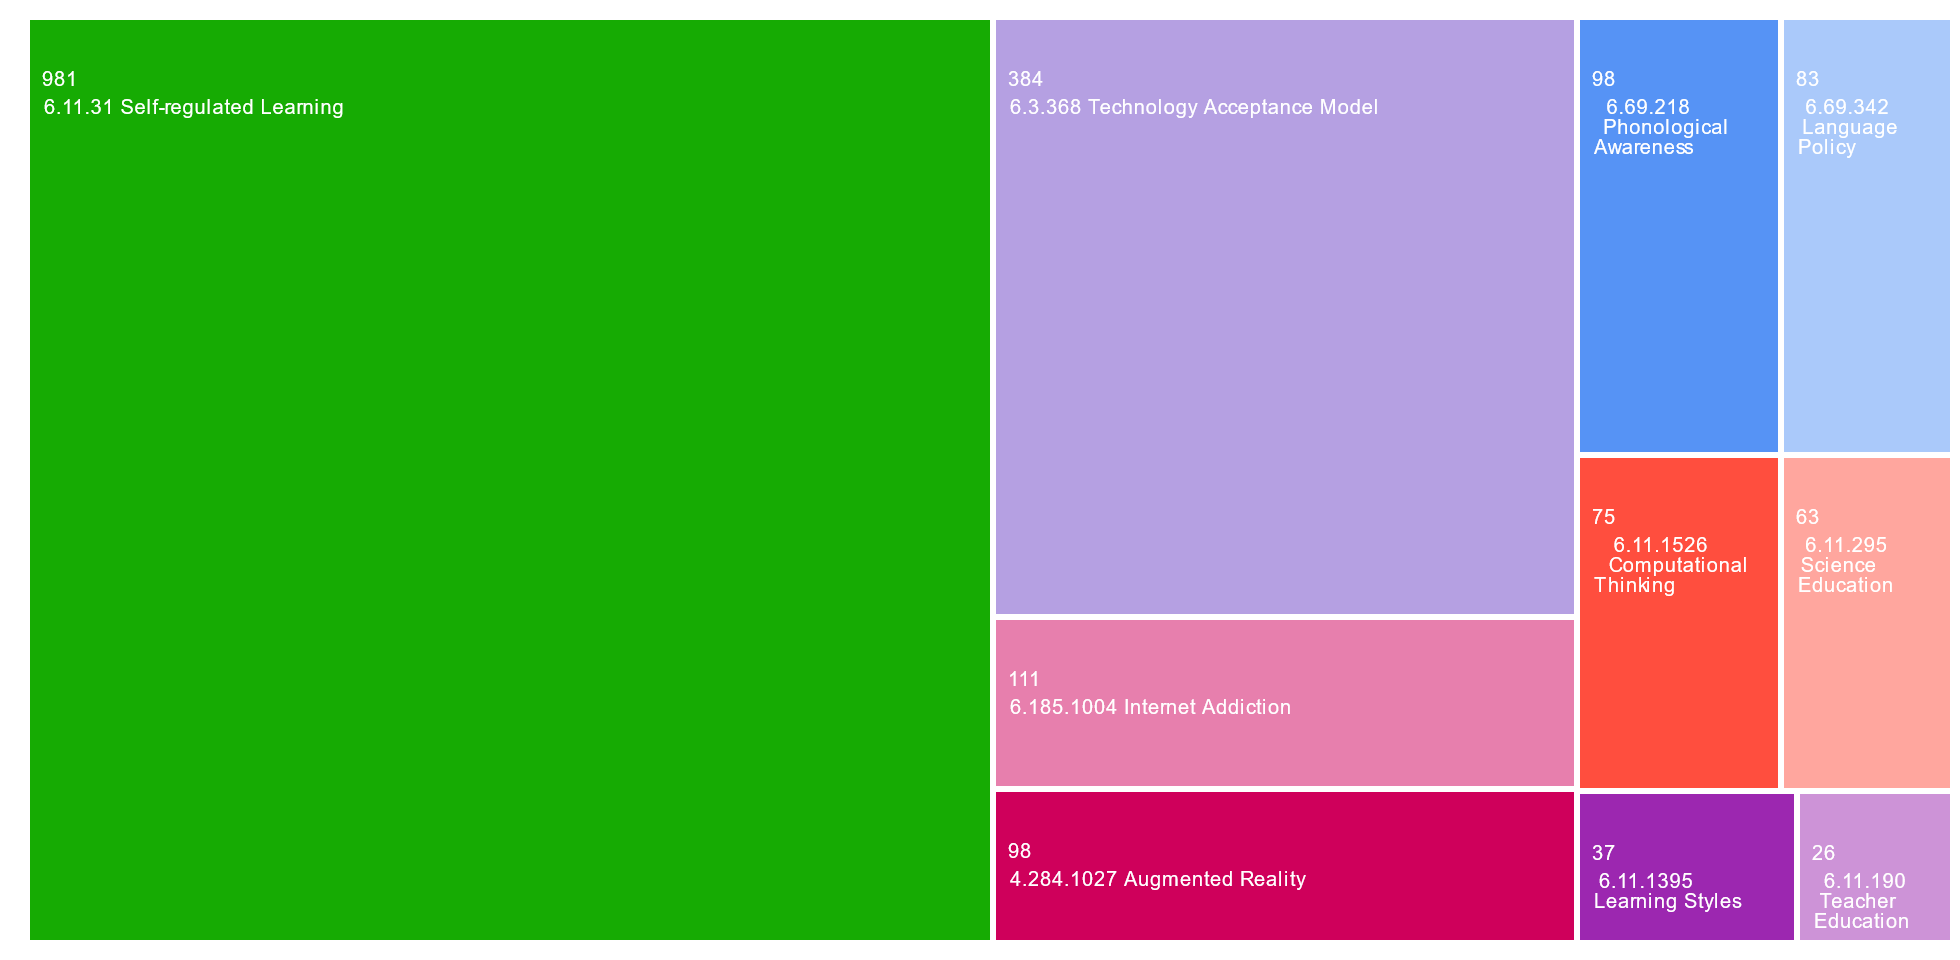 981
6.11.31 Self-regulated Learning
384
6.3.368 Technology Acceptance Model
111
6.185.1004 Internet Addiction
98
4.284.1027 Augmented Reality
98
6.69.218
Phonological
Awareness
83
6.69.342
Language
Policy
75
6.11.1526
Computational
Thinking
63
6.11.295
Science
Education
37
6.11.1395
Learning Styles
26
6.11.190
Teacher
Education